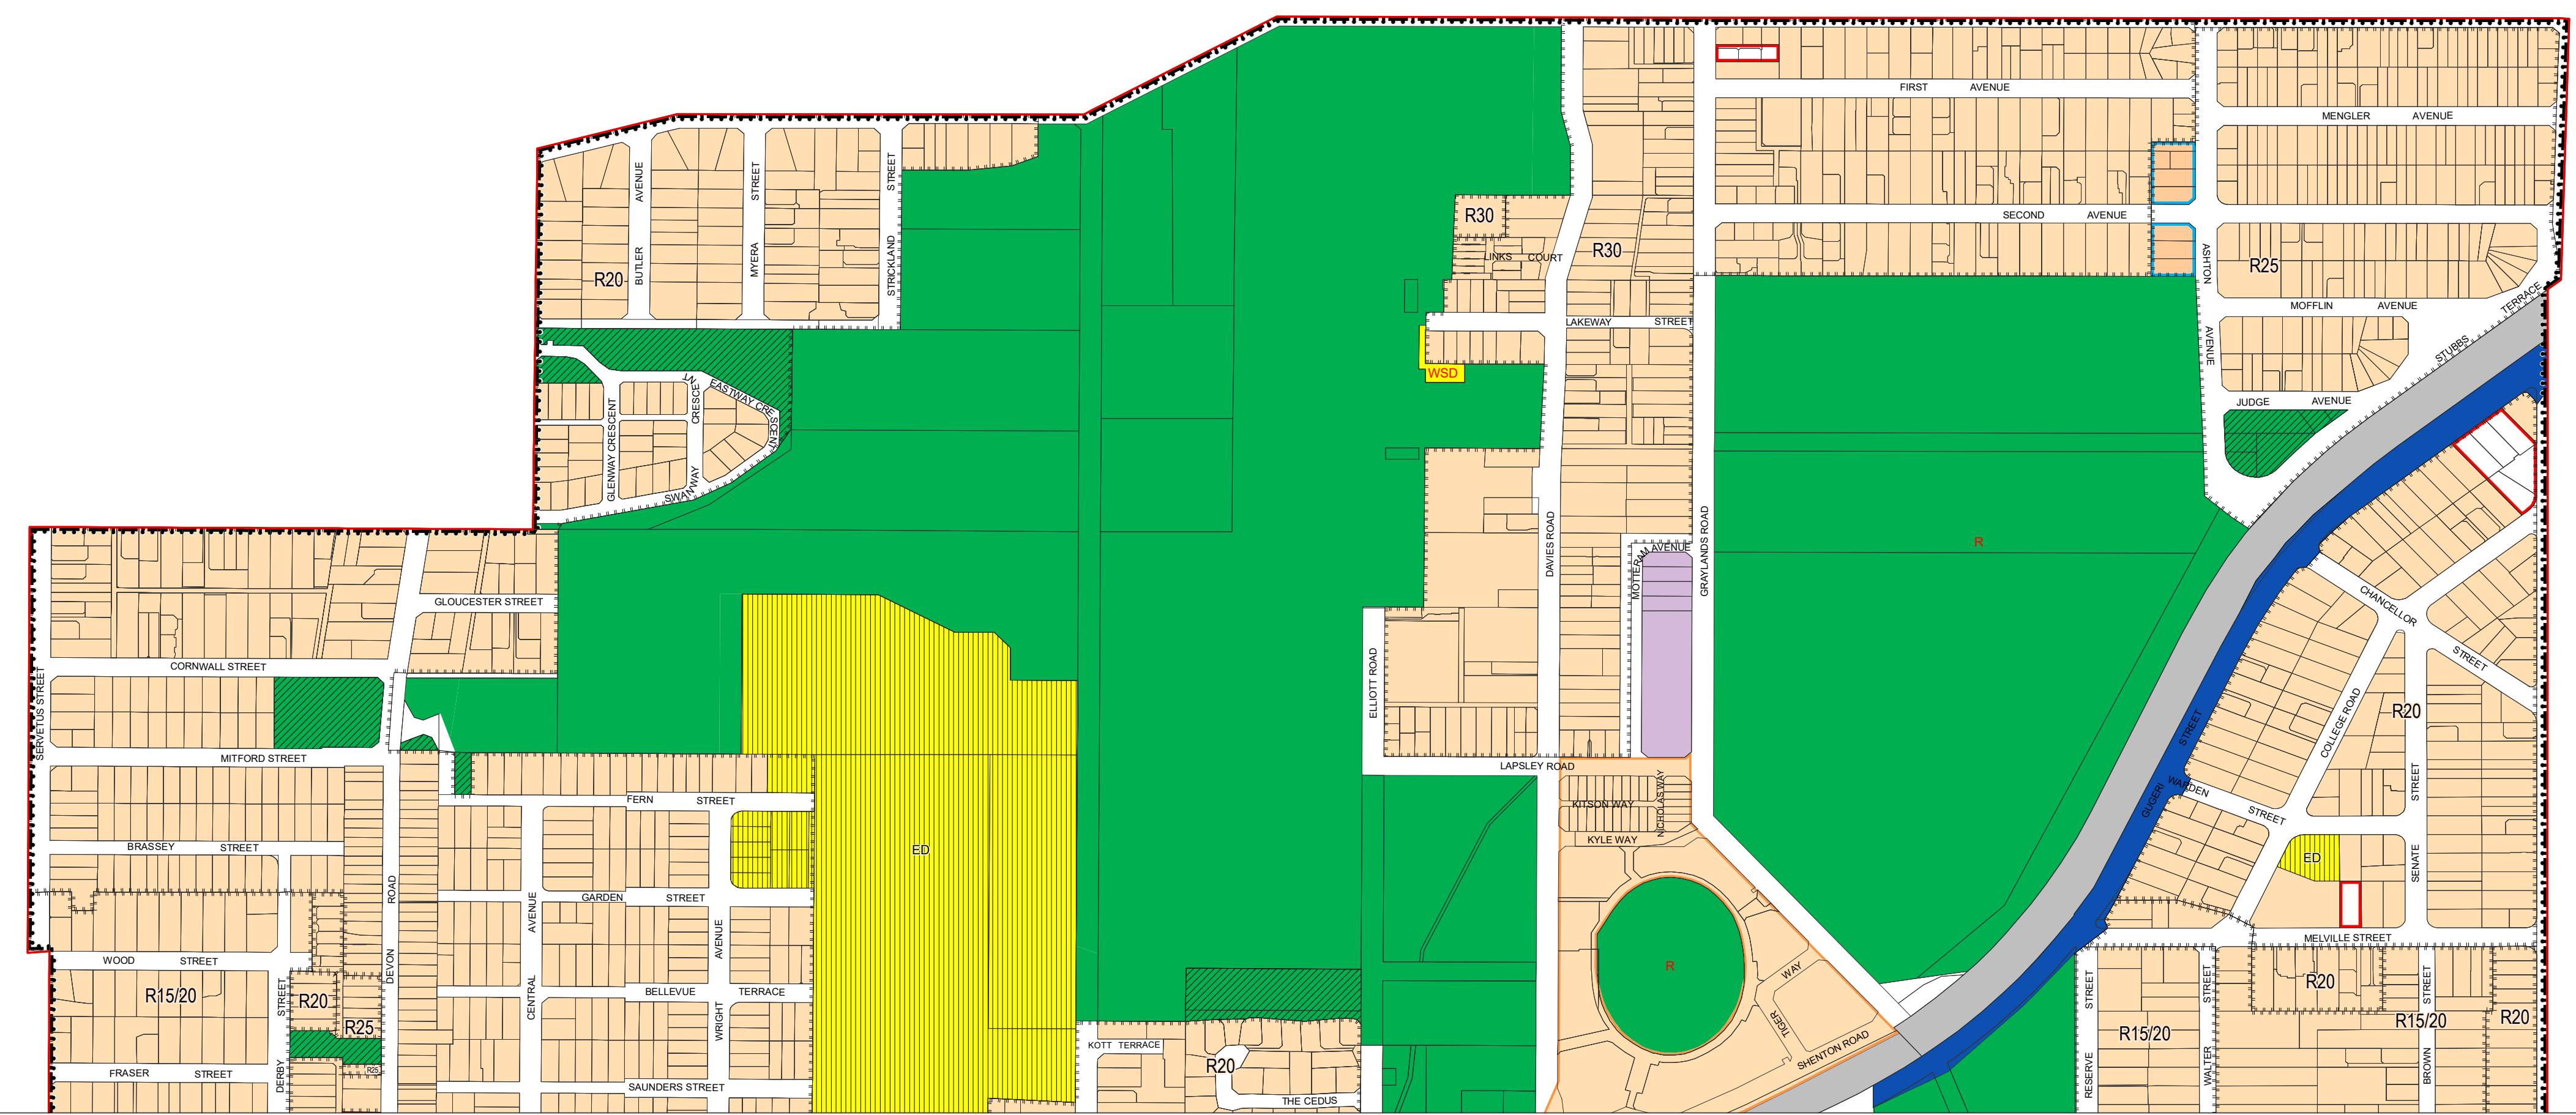 FIRST AVENUE
MENGLER AVENUE
AVENUE
BUTLER
STREET
MYERA
STREET
STRICKLAND
R20
R30
LINKS COURT
R30
SECOND AVENUE
ASHTON
AVENUE
R25
MOFFLIN AVENUE
STUBBS TERRACE
LAKEWAY STREET
WSD
JUDGE AVENUE
EASTWAY CRESCENT
GLENWAY CRESCENT
CRESCE
NT
SWANWAY
DAVIES ROAD
GRAYLANDS ROAD
R
MOTTERAM AVENUE
GLOUCESTER STREET
CORNWALL STREET
SERVETUS STREET
MITFORD STREET
ELLIOTT ROAD
LAPSLEY ROAD
CHANCELLOR
STREET
COLLEGE ROAD
R20
GUGERI STREET
WARDEN STREET
SENATE STREET
ED
FERN STREET
KITSON WAY
NICHOLAS WAY
KYLE WAY
BRASSEY STREET
ED
DEVON ROAD
GARDEN STREET
CENTRAL AVENUE
WRIGHT AVENUE
WOOD STREET
BELLEVUE TERRACE
R
TIGER WAY
SHENTON ROAD
MELVILLE STREET
R15/20
R20
R25
DERBY STREET
R25
FRASER STREET
SAUNDERS STREET
KOTT TERRACE
R20
THE CEDUS
RESERVE STREET
R15/20
WALTER STREET
R20
R15/20
BROWN STREET
R20